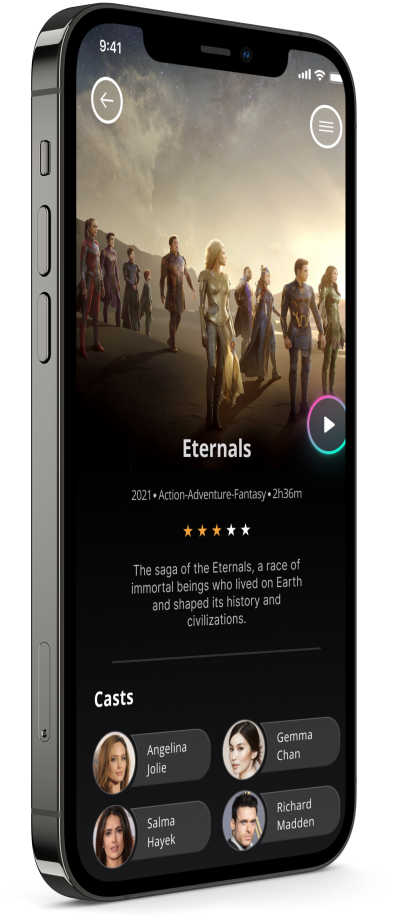 9:41
Eternals
2021•Action-Adventure-Fantasy•2h36m
The saga of the Eternals, a race of
immortal beings who lived on Earth
and shaped its history and
civilizations.
Casts
Angelina
Jolie
Gemma
Chan
Salma
Hayek
Richard
Madden